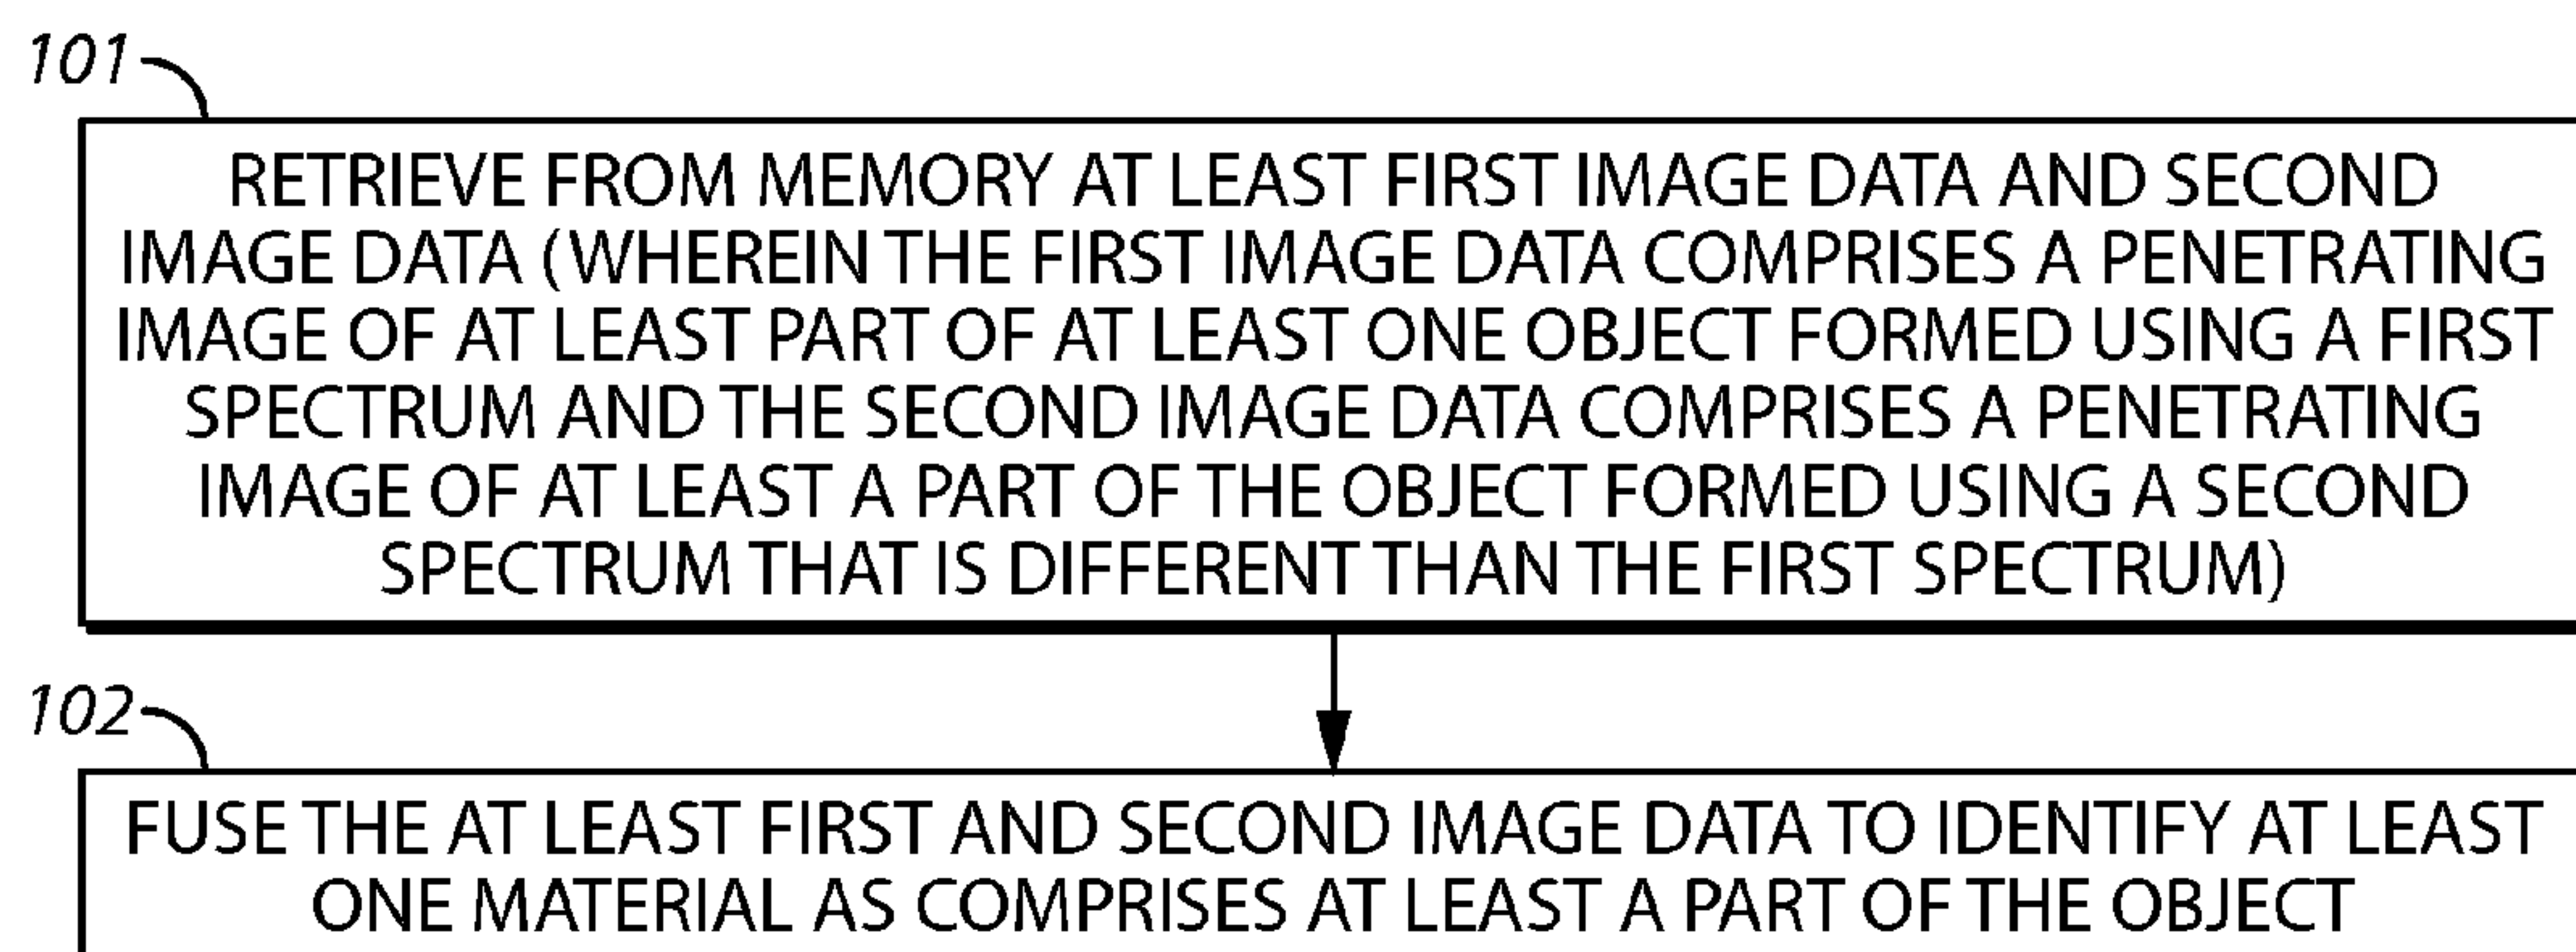 101
RETRIEVE FROM MEMORY AT LEAST FIRST IMAGE DATA AND SECOND
IMAGE DATA (WHEREIN THE FIRST IMAGE DATA COMPRISES A PENETRATING
IMAGE OF AT LEAST PART OF AT LEAST ONE OBJECT FORMED USING A FIRST
SPECTRUM AND THE SECOND IMAGE DATA COMPRISES A PENETRATING
IMAGE OF AT LEAST A PART OF THE OBJECT FORMED USING A SECOND
SPECTRUM THAT IS DIFFERENT THAN THE FIRST SPECTRUM)
102
FUSE THE AT LEAST FIRST AND SECOND IMAGE DATA TO IDENTIFY AT LEAST
ONE MATERIAL AS COMPRISES AT LEAST A PART OF THE OBJECT